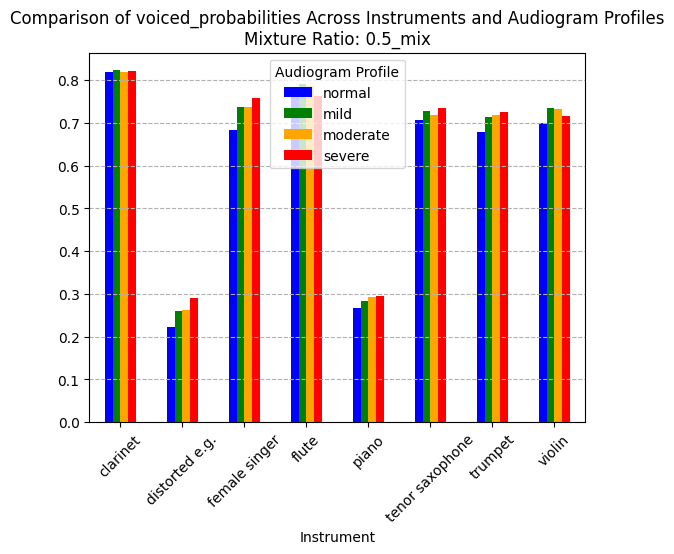 Comparison of voiced_probabilities Across Instruments and Audiogram Profiles
Mixture Ratio: 0.5_mix
Audiogram Profile
normal
mild
moderate
severe
0.8
0.7
0.6
0.5
0.4
0.3
0.2
0.1
0.0
clarinet
distorted e.g.
female singer
flute
piano
tenor saxophone
trumpet
violin
Instrument